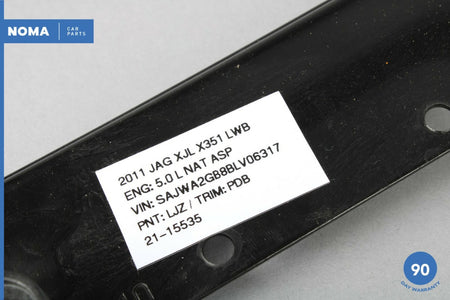 NOMA
CAR
PARTS
2011 JAG XJL X351 LWB
ENG: 5.0 L NAT ASP
VIN: SAJWA2GB8BLV06317
PNT: LJZ / TRIM: PDB
21-15535
90
DAY WARRANTY